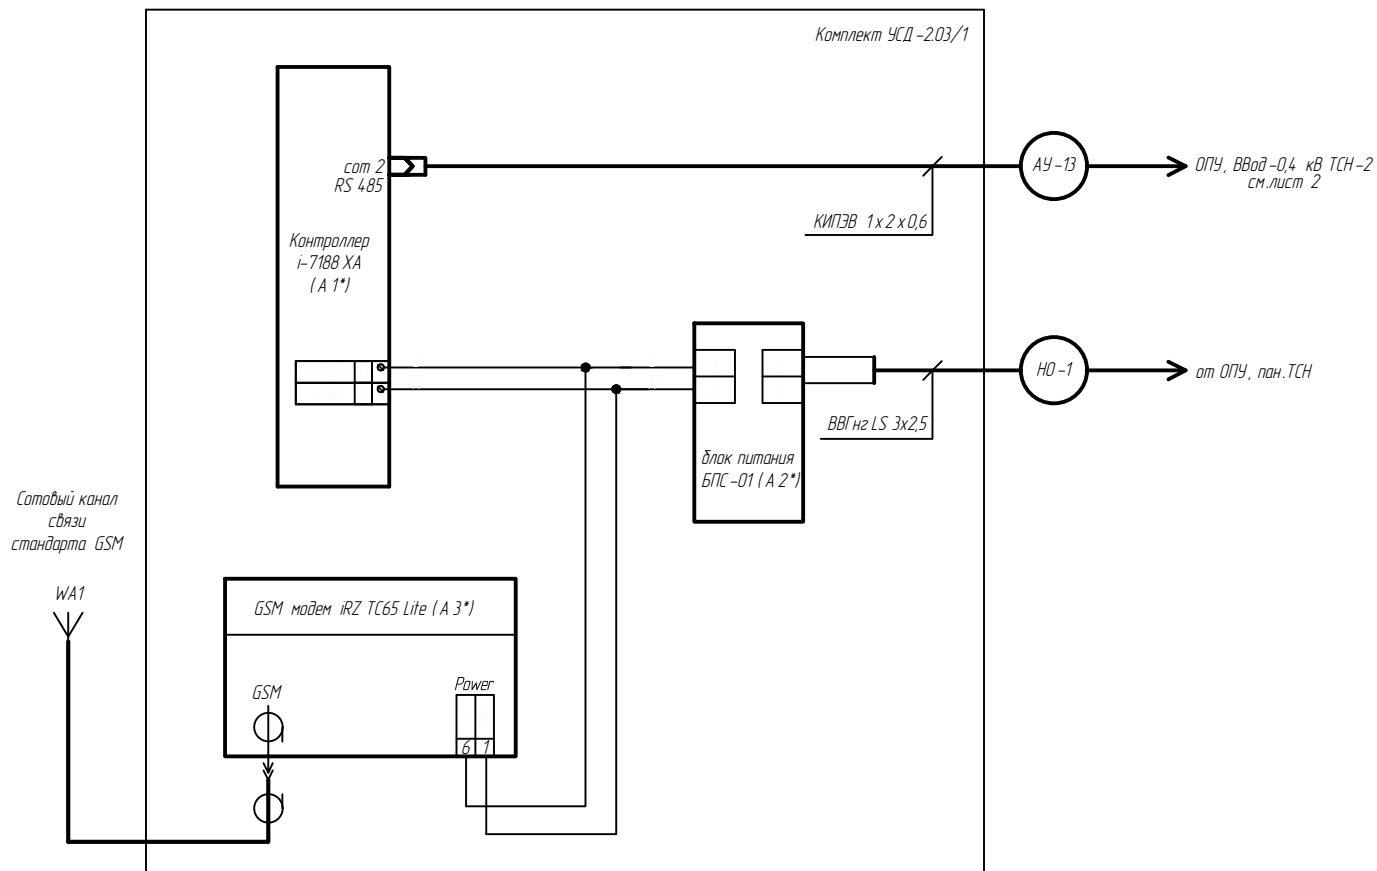 Комплект УСД-2.03/1
com 2
RS 485
АУ-13
ОПУ, ВВод-0,4 кВ ТСН-2
см.лист 2
КИПЭВ 1х2х0,6
Контроллер
i-7188 XA
(А 1*)
НО-1
от ОПУ, пан.ТСН
ВВГнг LS 3х2,5
блок питания
БПС-01 (А 2*)
Сотовый канал
связи
стандарта GSM
WA1
GSM модем iRZ TC65 Lite (А 3*)
GSM
Power
6 1